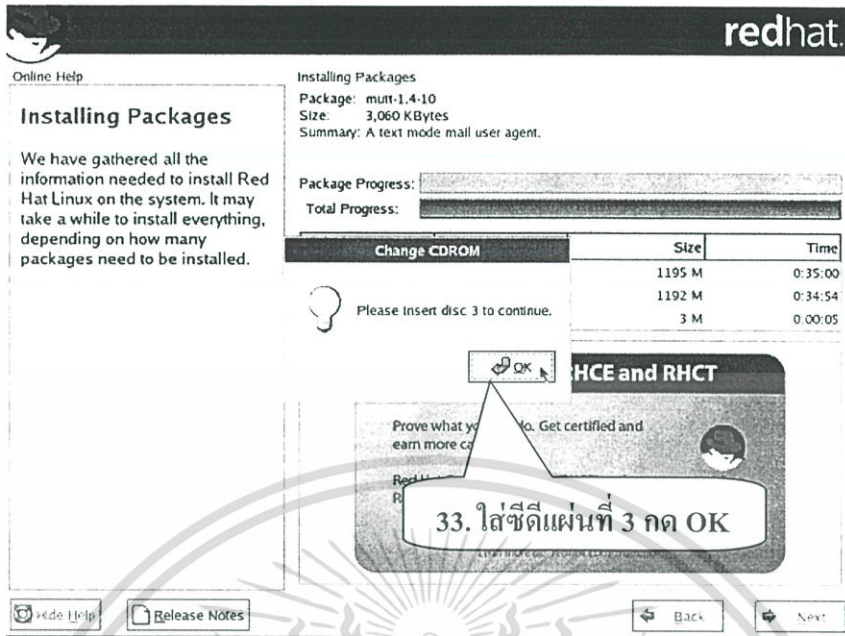 redhat.
Online Help
Installing Packages
We have gathered all the
information needed to install Red
Hat Linux on the system. It may
take a while to install everything,
depending on how many
packages need to be installed.
Installing Packages
Package: mutt-1.4-10
Size: 3,060 KBytes
Summary: A text mode mail user agent.
Package Progress:
Total Progress:
Size Time
1195 M 0:35:00
1192 M 0:34:54
3 M 0:00:05
Change CDROM
Please insert disc 3 to continue.
OK
HCE and RHCT
Prove what lo. Get certified and
earn more
33. ใส่ซีดีแผ่นที่ 3 กด OK
Hide Help
Release Notes
Back
Next